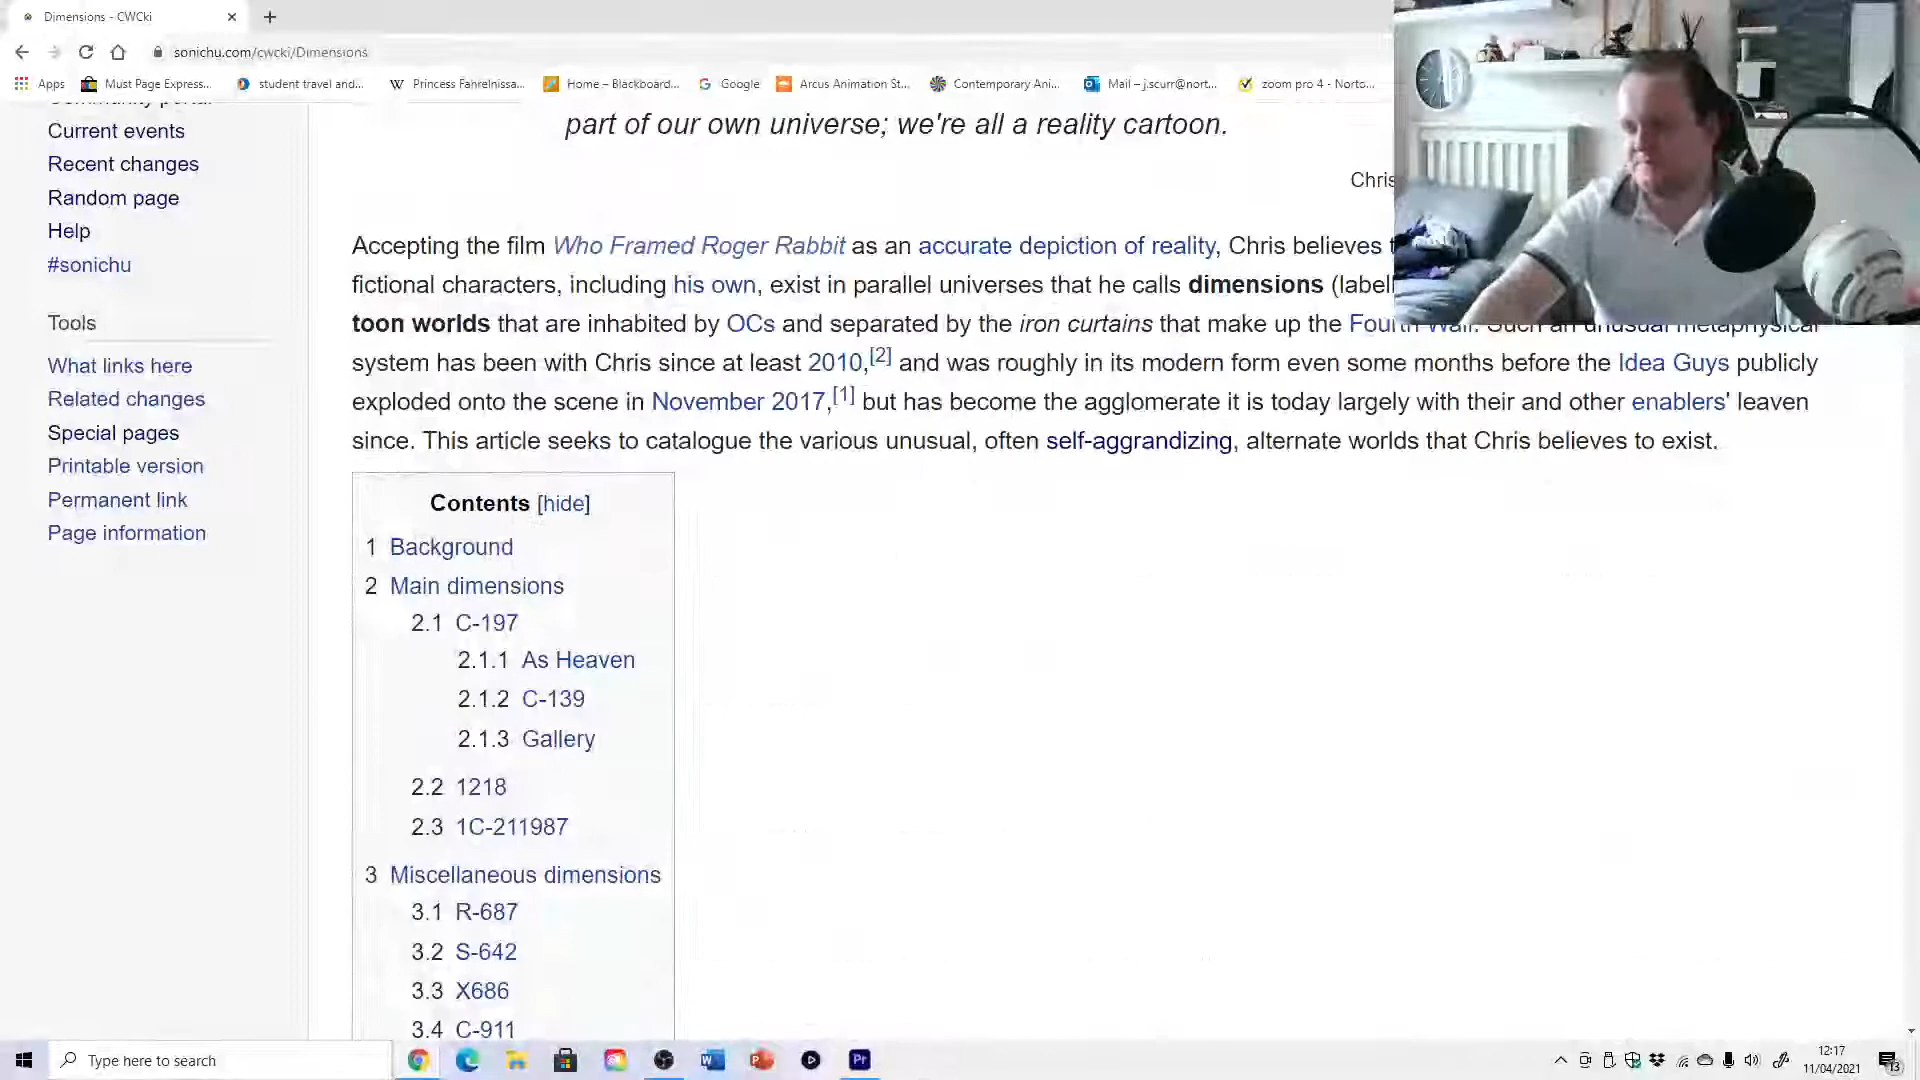 Dimensions - CWCki
sonichu.com/cwcki/Dimensions
Apps Must Page Express... student travel and... Princess Fanrelnissa... Home – Blackboard... Google Arcus Animation St... Contemporary Ani... Mail – j.scurr@nort... zoom pro 4 - Norto...
Community portal
Current events
Recent changes
Random page
Help
#sonichu
Tools
What links here
Related changes
Special pages
Printable version
Permanent link
Page information
part of our own universe; we're all a reality cartoon.
Chris
Accepting the film Who Framed Roger Rabbit as an accurate depiction of reality, Chris believes
fictional characters, including his own, exist in parallel universes that he calls dimensions (labell
toon worlds that are inhabited by OCs and separated by the iron curtains that make up the Fourth Wall. Such an unusual metaphysical
system has been with Chris since at least 2010,[2] and was roughly in its modern form even some months before the Idea Guys publicly
exploded onto the scene in November 2017,[1] but has become the agglomerate it is today largely with their and other enablers' leaven
since. This article seeks to catalogue the various unusual, often self-aggrandizing, alternate worlds that Chris believes to exist.
Contents [hide]
1 Background
2 Main dimensions
2.1 C-197
2.1.1 As Heaven
2.1.2 C-139
2.1.3 Gallery
2.2 1218
2.3 1C-211987
3 Miscellaneous dimensions
3.1 R-687
3.2 S-642
3.3 X686
3.4 C-911
Type here to search
12:17
11/04/2021
13